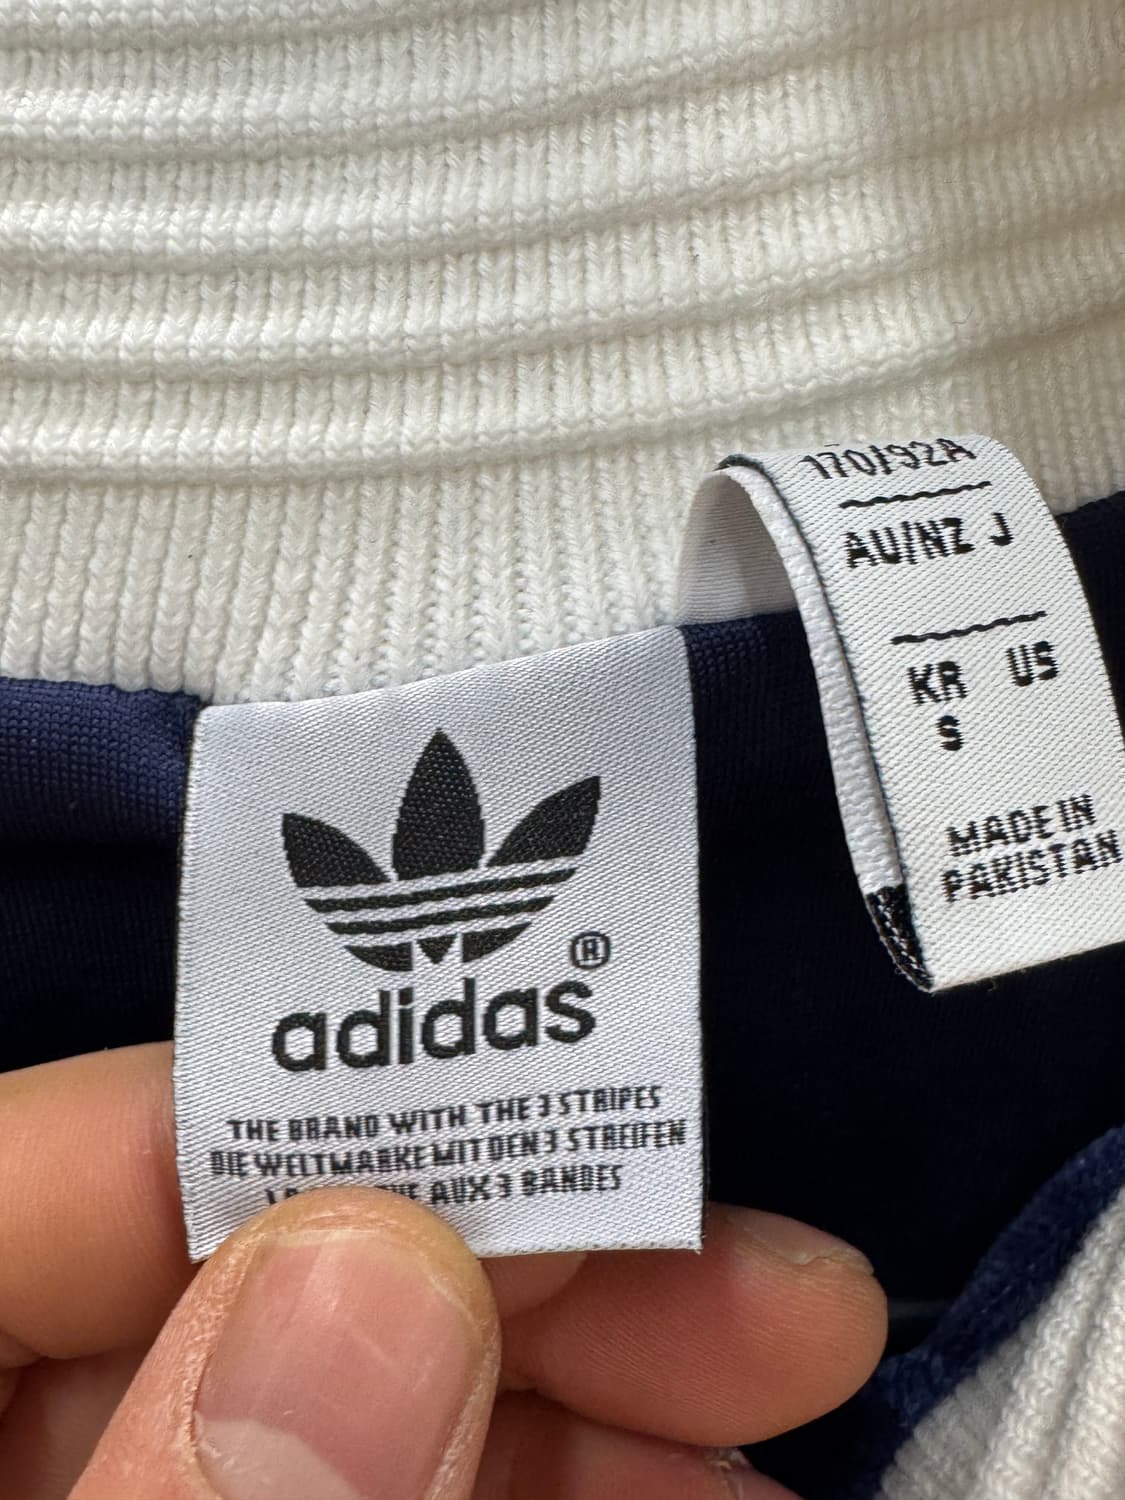 170/92A
AU/NZ J
KR US
S
MADE IN
PAKISTAN
®
adidas
THE BRAND WITH THE 3 STRIPES
DIE WELTMARKE MIT DEN 3 STREIFEN
AUX 3 BANDES